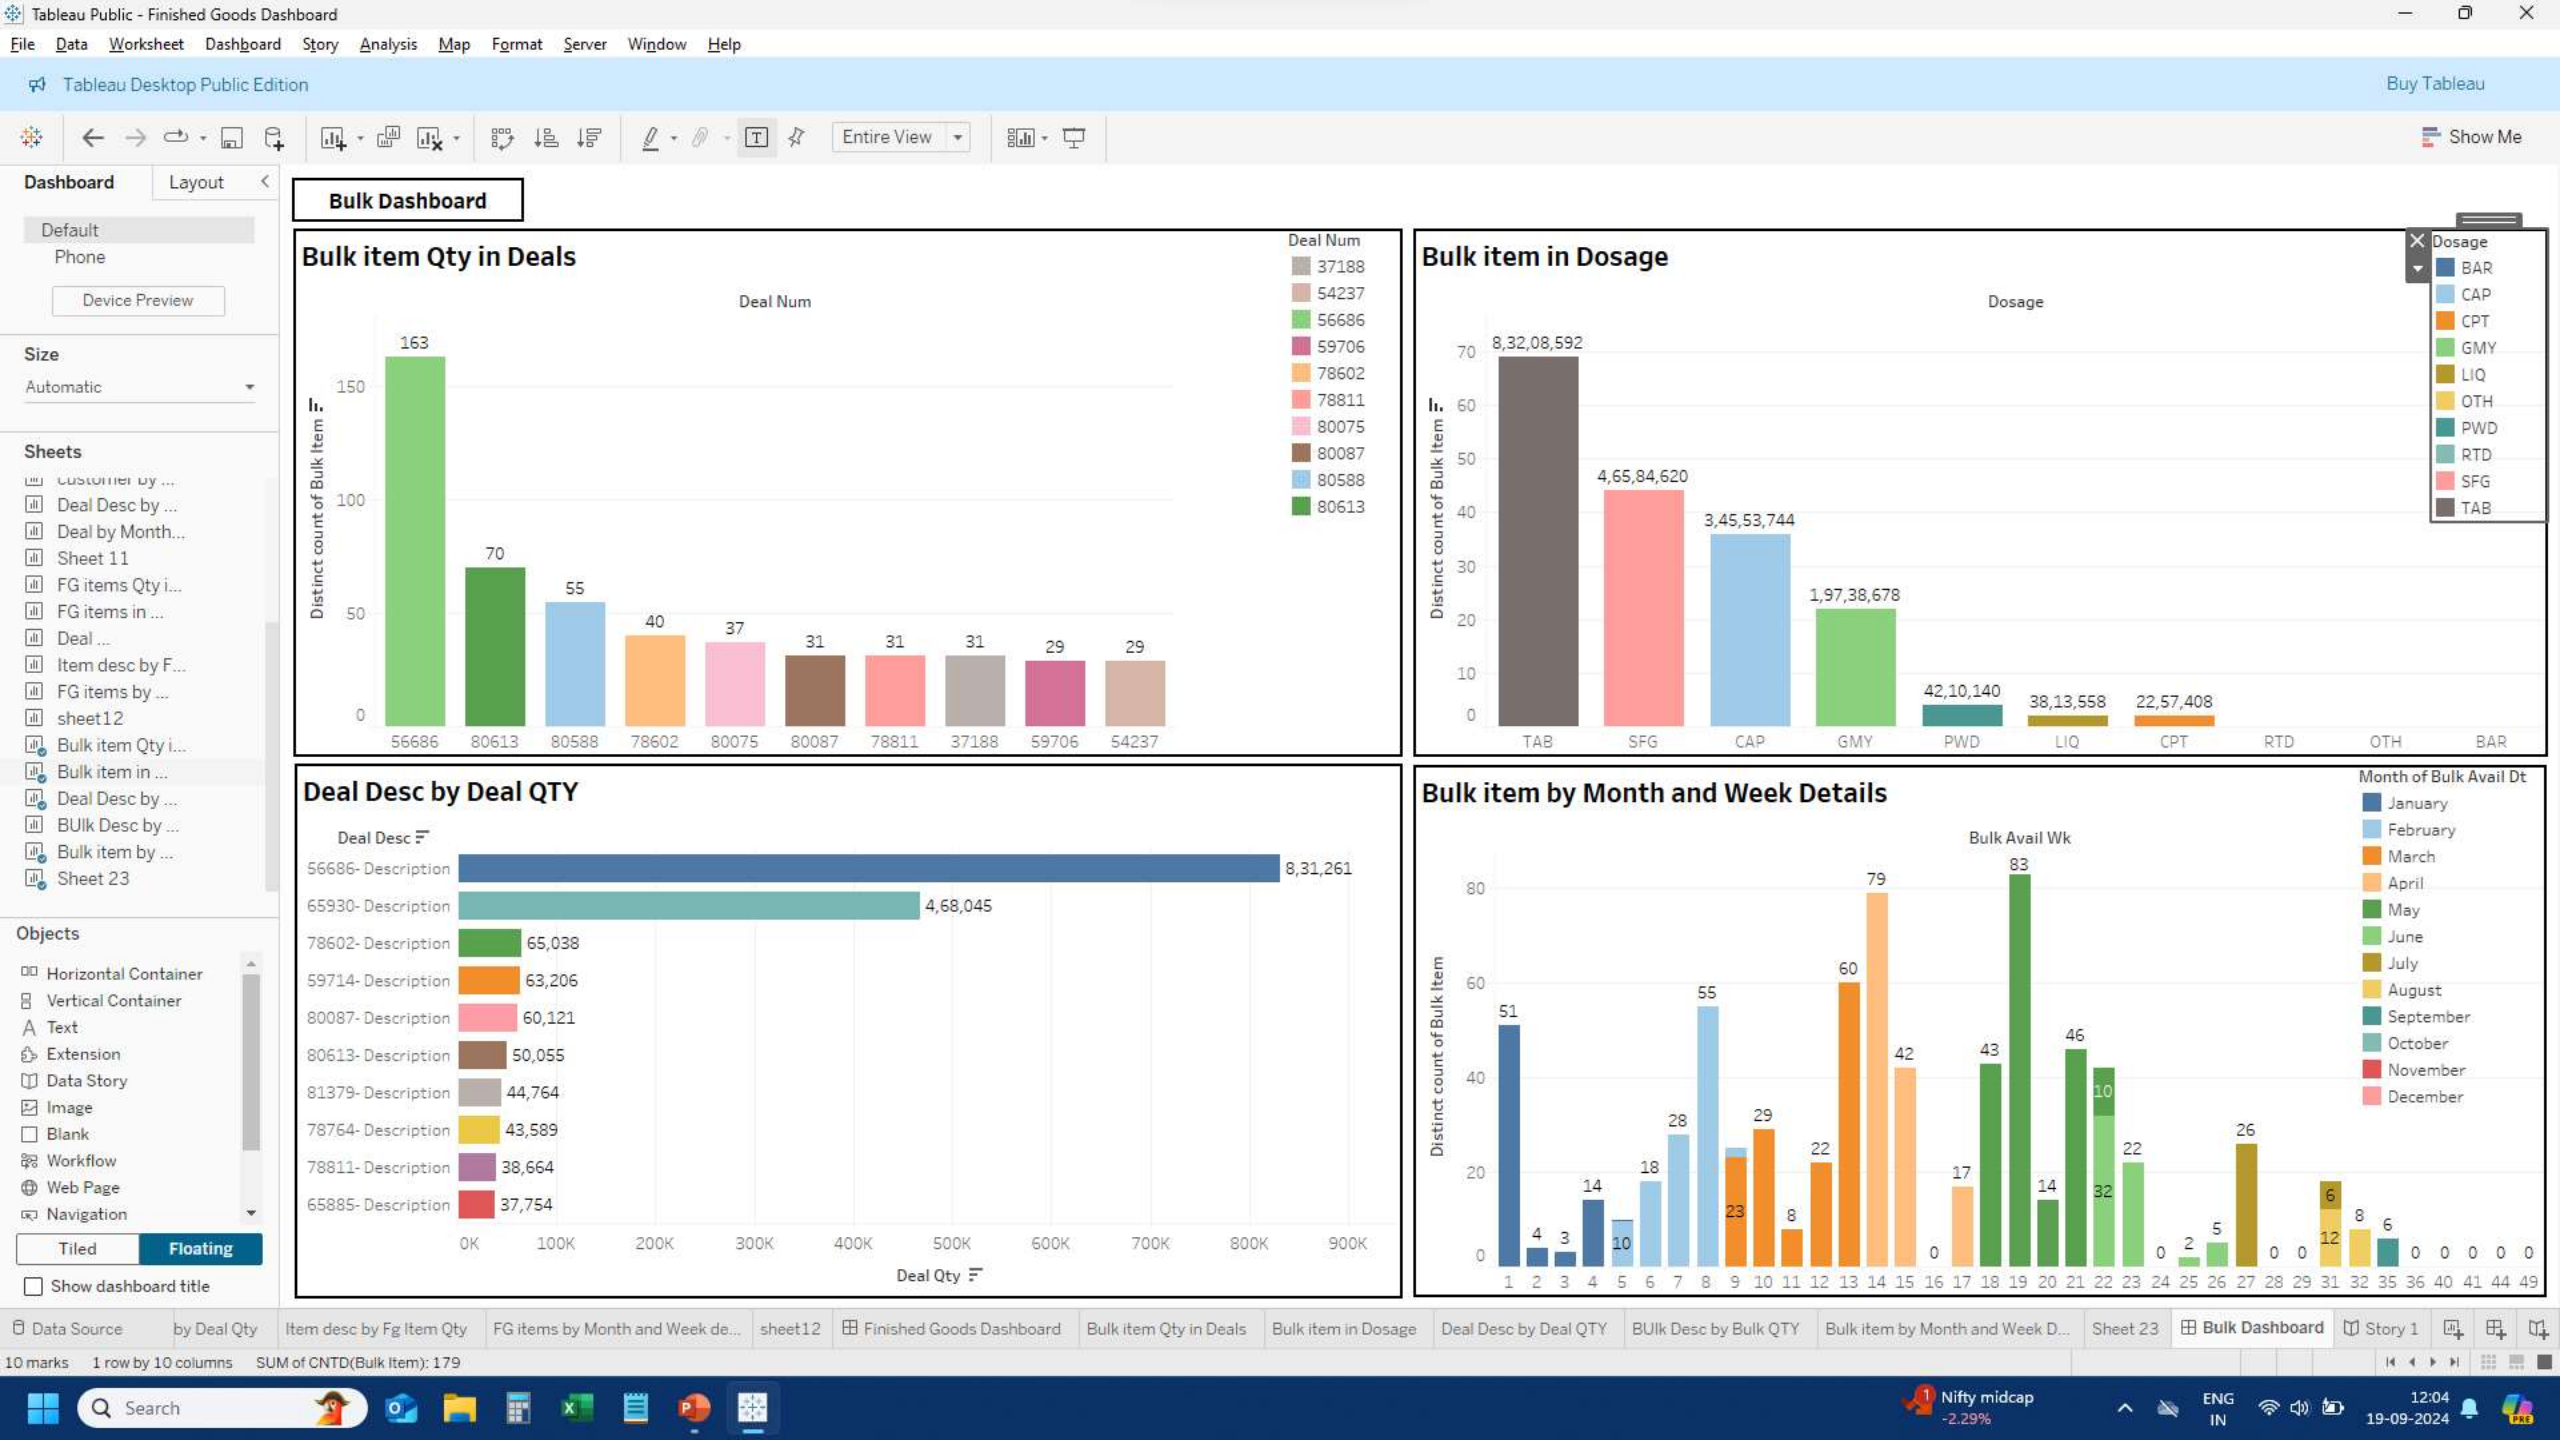 Tableau Public - Finished Goods Dashboard
File Data Worksheet Dashboard Story Analysis Map Format Server Window Help
Tableau Desktop Public Edition
Buy Tableau
Entire View
Show Me
Dashboard Layout
Default
Phone
Device Preview
Size
Automatic
Sheets
Customer by ...
Deal Desc by ...
Deal by Month...
Sheet 11
FG items Qty i...
FG items in ...
Deal ...
Item desc by F...
FG items by ...
sheet12
Bulk item Qty i...
Bulk item in ...
Deal Desc by ...
BUlk Desc by ...
Bulk item by ...
Sheet 23
Objects
Horizontal Container
Vertical Container
Text
Extension
Data Story
Image
Blank
Workflow
Web Page
Navigation
Tiled Floating
Show dashboard title
Bulk Dashboard
Bulk item Qty in Deals
Deal Num
Distinct count of Bulk Item
150
100
50
0
163
70
55
40
37
31
31
31
29
29
56686 80613 80588 78602 80075 80087 78811 37188 59706 54237
Deal Num
37188
54237
56686
59706
78602
78811
80075
80087
80588
80613
Bulk item in Dosage
Dosage
Distinct count of Bulk Item
70
60
50
40
30
20
10
0
8,32,08,592
4,65,84,620
3,45,53,744
1,97,38,678
42,10,140
38,13,558
22,57,408
TAB SFG CAP GMY PWD LIQ CPT RTD OTH BAR
Dosage
BAR
CAP
CPT
GMY
LIQ
OTH
PWD
RTD
SFG
TAB
Deal Desc by Deal QTY
Deal Desc
56686- Description 8,31,261
65930- Description 4,68,045
78602- Description 65,038
59714- Description 63,206
80087- Description 60,121
80613- Description 50,055
81379- Description 44,764
78764- Description 43,589
78811- Description 38,664
65885- Description 37,754
0K 100K 200K 300K 400K 500K 600K 700K 800K 900K
Deal Qty
Bulk item by Month and Week Details
Bulk Avail Wk
Distinct count of Bulk Item
80
60
40
20
0
51
4
3
14
10
18
28
55
23
29
8
22
60
79
42
0
17
43
83
14
46
10
32
22
0
2
5
26
0
0
6
12
8
6
0
0
0
0
0
1 2 3 4 5 6 7 8 9 10 11 12 13 14 15 16 17 18 19 20 21 22 23 24 25 26 27 28 29 31 32 35 36 40 41 44 49
Month of Bulk Avail Dt
January
February
March
April
May
June
July
August
September
October
November
December
Data Source by Deal Qty Item desc by Fg Item Qty FG items by Month and Week de... sheet12 Finished Goods Dashboard Bulk item Qty in Deals Bulk item in Dosage Deal Desc by Deal QTY BUlk Desc by Bulk QTY Bulk item by Month and Week D... Sheet 23 Bulk Dashboard Story 1
10 marks 1 row by 10 columns SUM of CNTD(Bulk Item): 179
Search
1
Nifty midcap
-2.29%
ENG
IN
12:04
19-09-2024
PRE